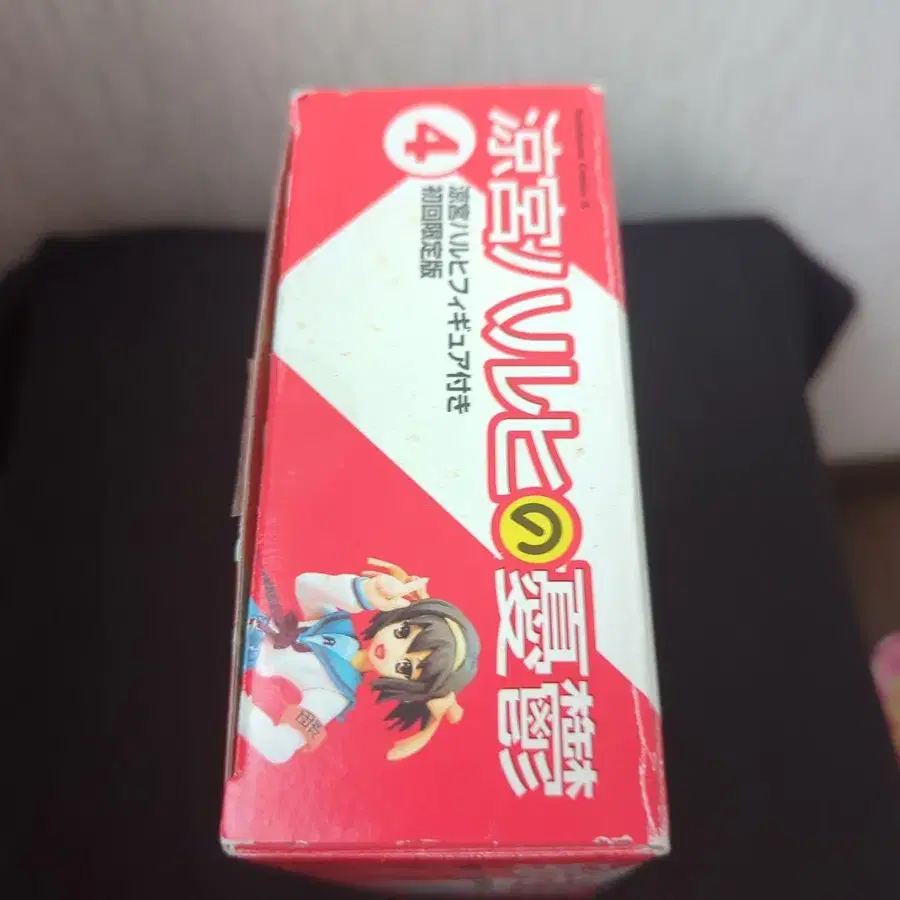 涼宮ハルヒの憂鬱
4
涼宮ハルヒフィギュア付き
初回限定版